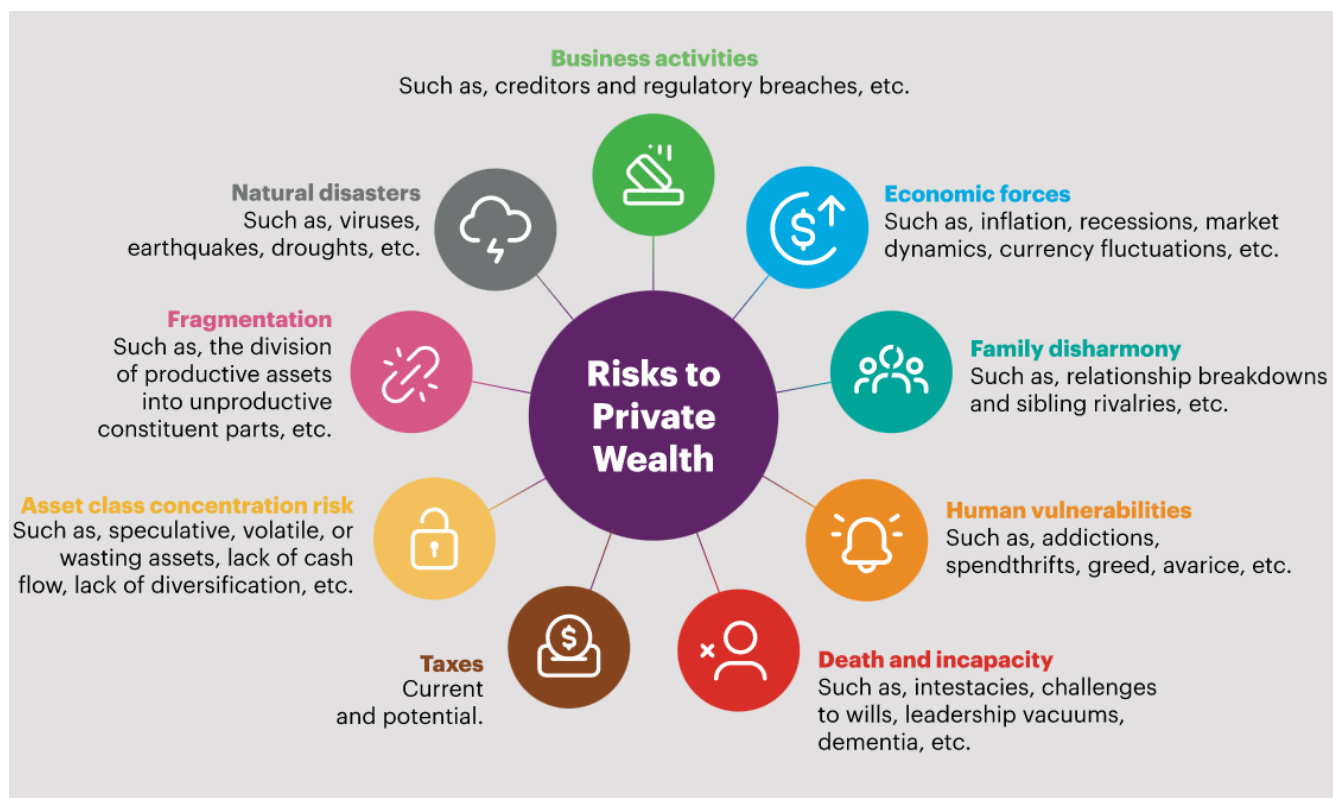 Business activities
Such as, creditors and regulatory breaches, etc.
Natural disasters
Such as, viruses,
earthquakes, droughts, etc.
Economic forces
Such as, inflation, recessions, market
dynamics, currency fluctuations, etc.
Fragmentation
Such as, the division
of productive assets
into unproductive
constituent parts, etc.
Risks to
Private
Wealth
Family disharmony
Such as, relationship breakdowns
and sibling rivalries, etc.
Asset class concentration risk
Such as, speculative, volatile, or
wasting assets, lack of cash
flow, lack of diversification, etc.
Human vulnerabilities
Such as, addictions,
spendthrifts, greed, avarice, etc.
Taxes
Current
and potential.
Death and incapacity
Such as, intestacies, challenges
to wills, leadership vacuums,
dementia, etc.
$
$